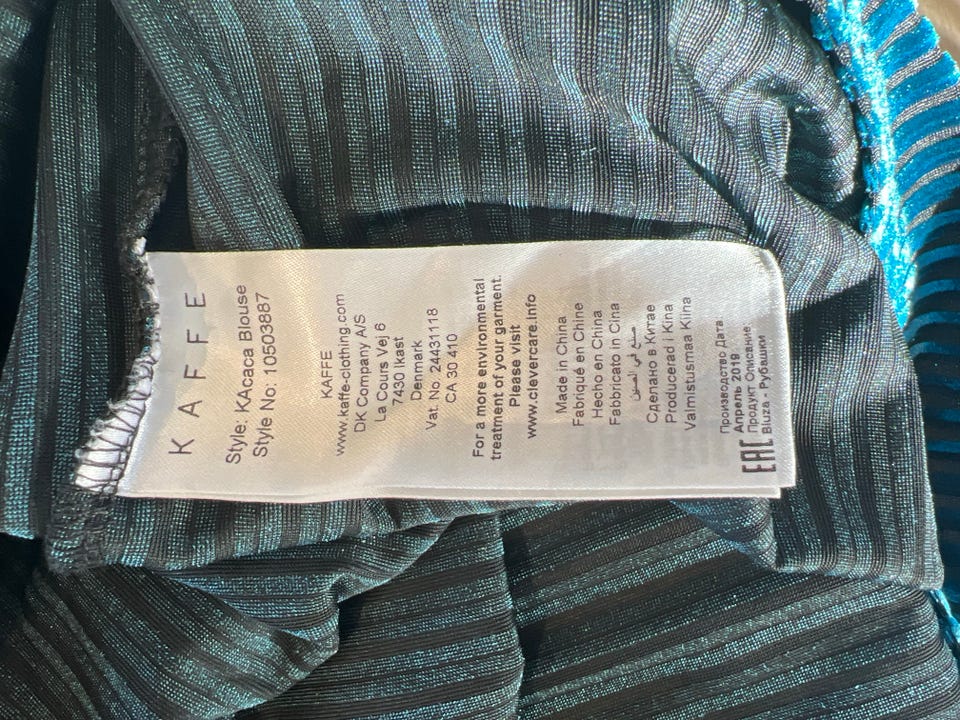 K A F F E
Style: KAcaca Blouse
Style No: 10503887
KAFFE
www.kaffe-clothing.com
DK Company A/S
La Cours Vej 6
7430 Ikast
Denmark
Vat. No. 24431118
CA 30 410
For a more environmental
treatment of your garment.
Please visit
www.clevercare.info
Made in China
Fabriqué en Chine
Hecho en China
Fabbricato in Cina
صنع في الصين
Сделано в Китае
Producerad i Kina
Valmistusmaa Kiina
Производство Дата
Апрель 2019
Продукт Описание
Bluza - Рубашки
EAC